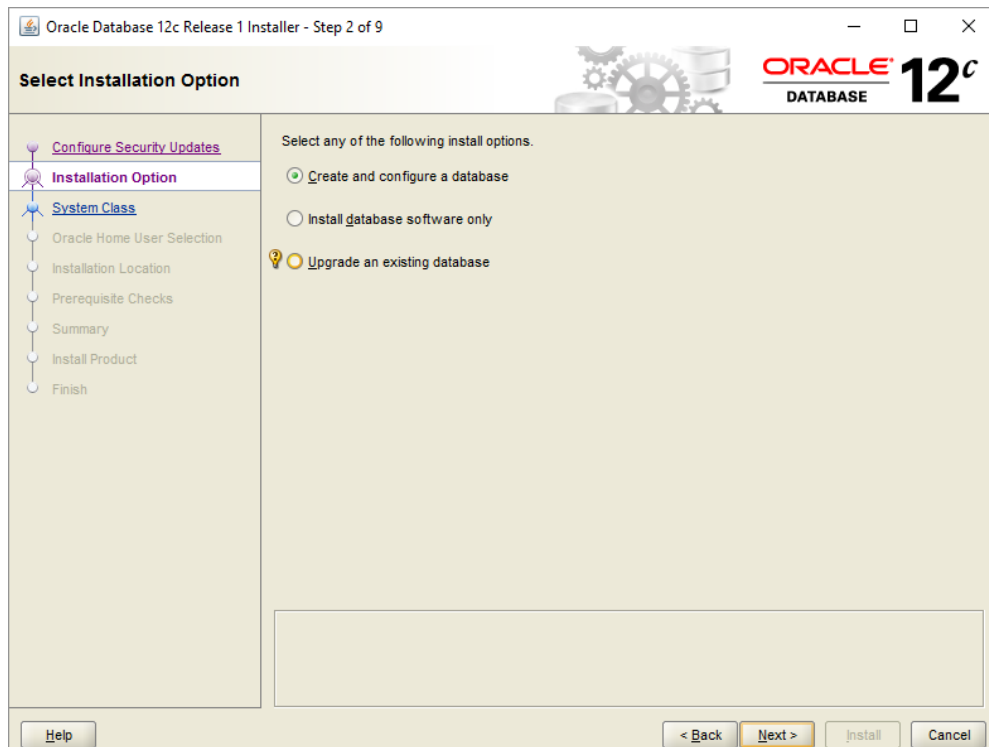 Oracle Database 12c Release 1 Installer - Step 2 of 9
Select Installation Option
ORACLE®
DATABASE
12c
Configure Security Updates
Installation Option
System Class
Oracle Home User Selection
Installation Location
Prerequisite Checks
Summary
Install Product
Finish
Select any of the following install options.
Create and configure a database
Install database software only
Upgrade an existing database
Help
< Back
Next >
Install
Cancel